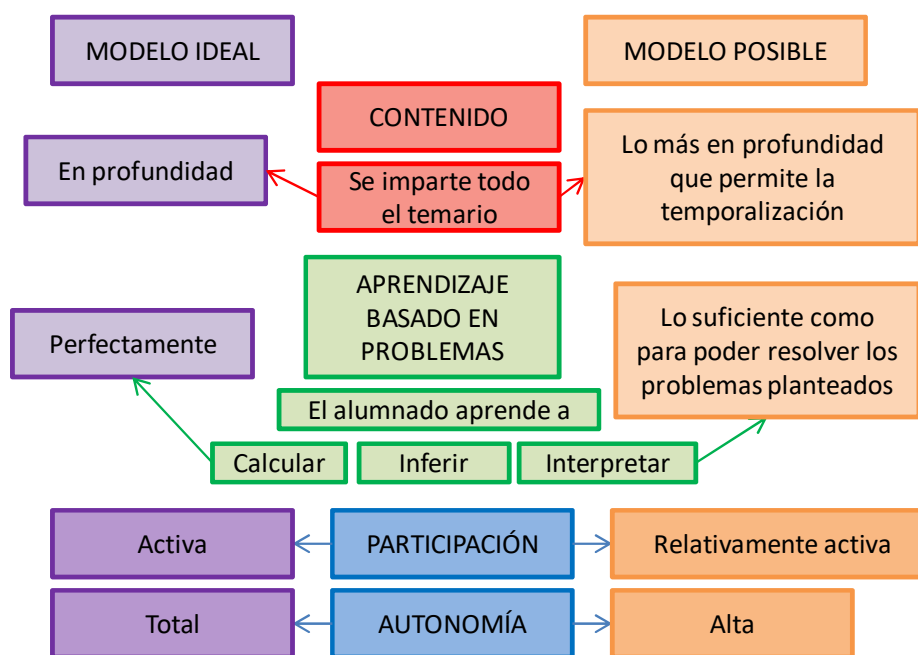 MODELO IDEAL
MODELO POSIBLE
CONTENIDO
En profundidad
Se imparte todo
el temario
Lo más en profundidad
que permite la
temporalización
APRENDIZAJE
BASADO EN
PROBLEMAS
Perfectamente
Lo suficiente como
para poder resolver los
problemas planteados
El alumnado aprende a
Calcular
Inferir
Interpretar
Activa
PARTICIPACIÓN
Relativamente activa
Total
AUTONOMÍA
Alta